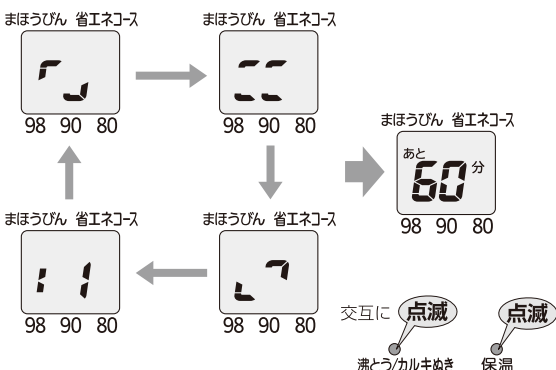 まほうびん 省エネコース
98 90 80
まほうびん 省エネコース
98 90 80
まほうびん 省エネコース
あと
60分
98 90 80
まほうびん 省エネコース
98 90 80
まほうびん 省エネコース
98 90 80
交互に 点滅 点滅
沸とう/カルキぬき 保温